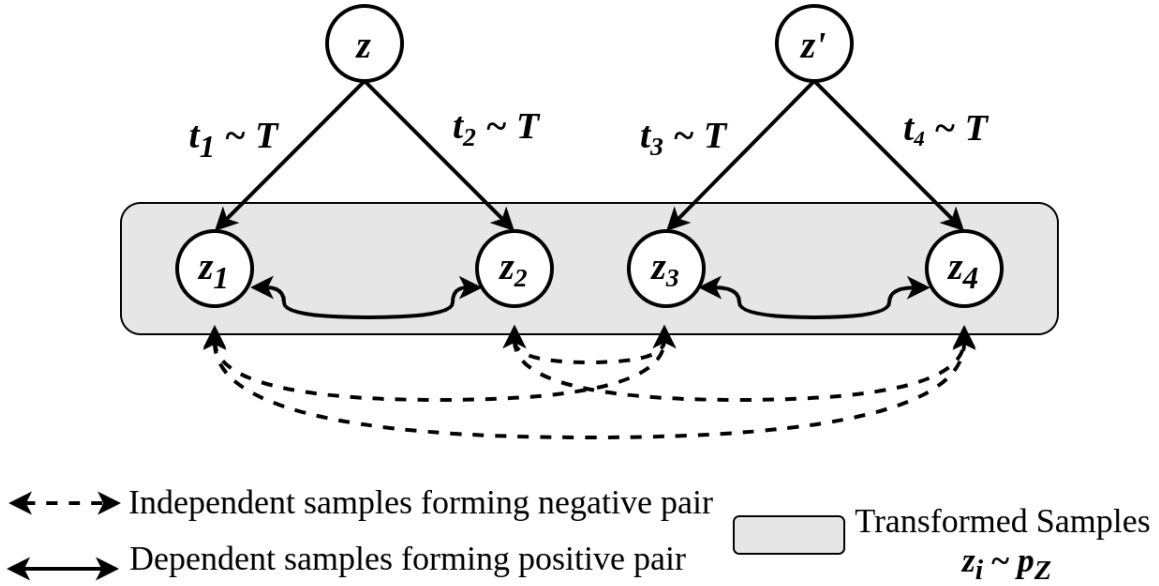 z z'
t₁ ~ T t₂ ~ T t₃ ~ T t₄ ~ T
z₁ z₂ z₃ z₄
Independent samples forming negative pair
Dependent samples forming positive pair
Transformed Samples
zᵢ ~ p_Z